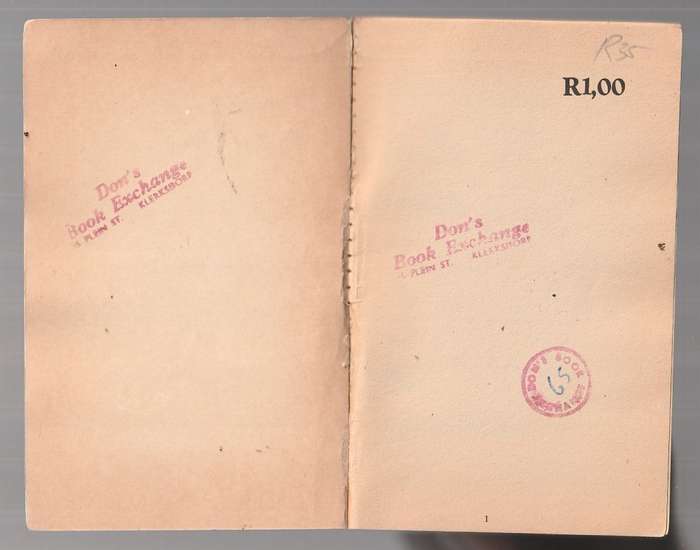 Don's
Book Exchange
PLEIN ST. KLERKSDORP
R35
R1,00
Don's
Book Exchange
PLEIN ST. KLERKSDORP
DON'S BOOK
EXCHANGE
65
1